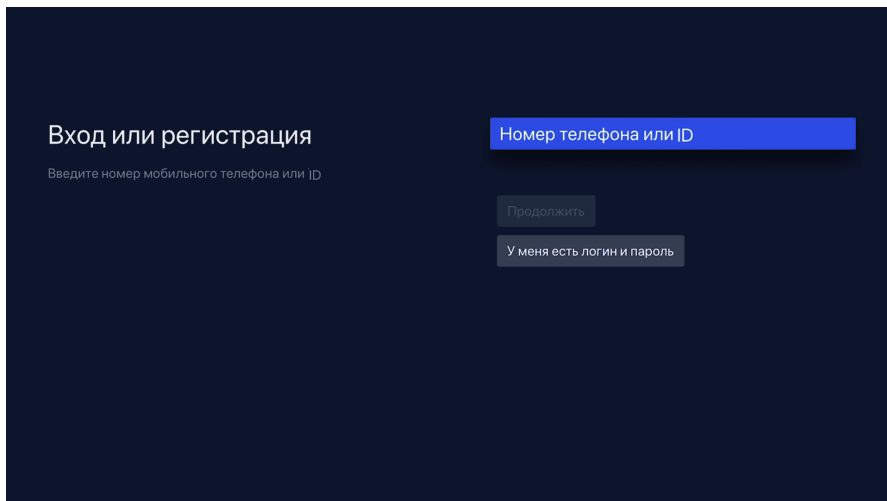 Вход или регистрация
Введите номер мобильного телефона или ID
Номер телефона или ID
Продолжить
У меня есть логин и пароль